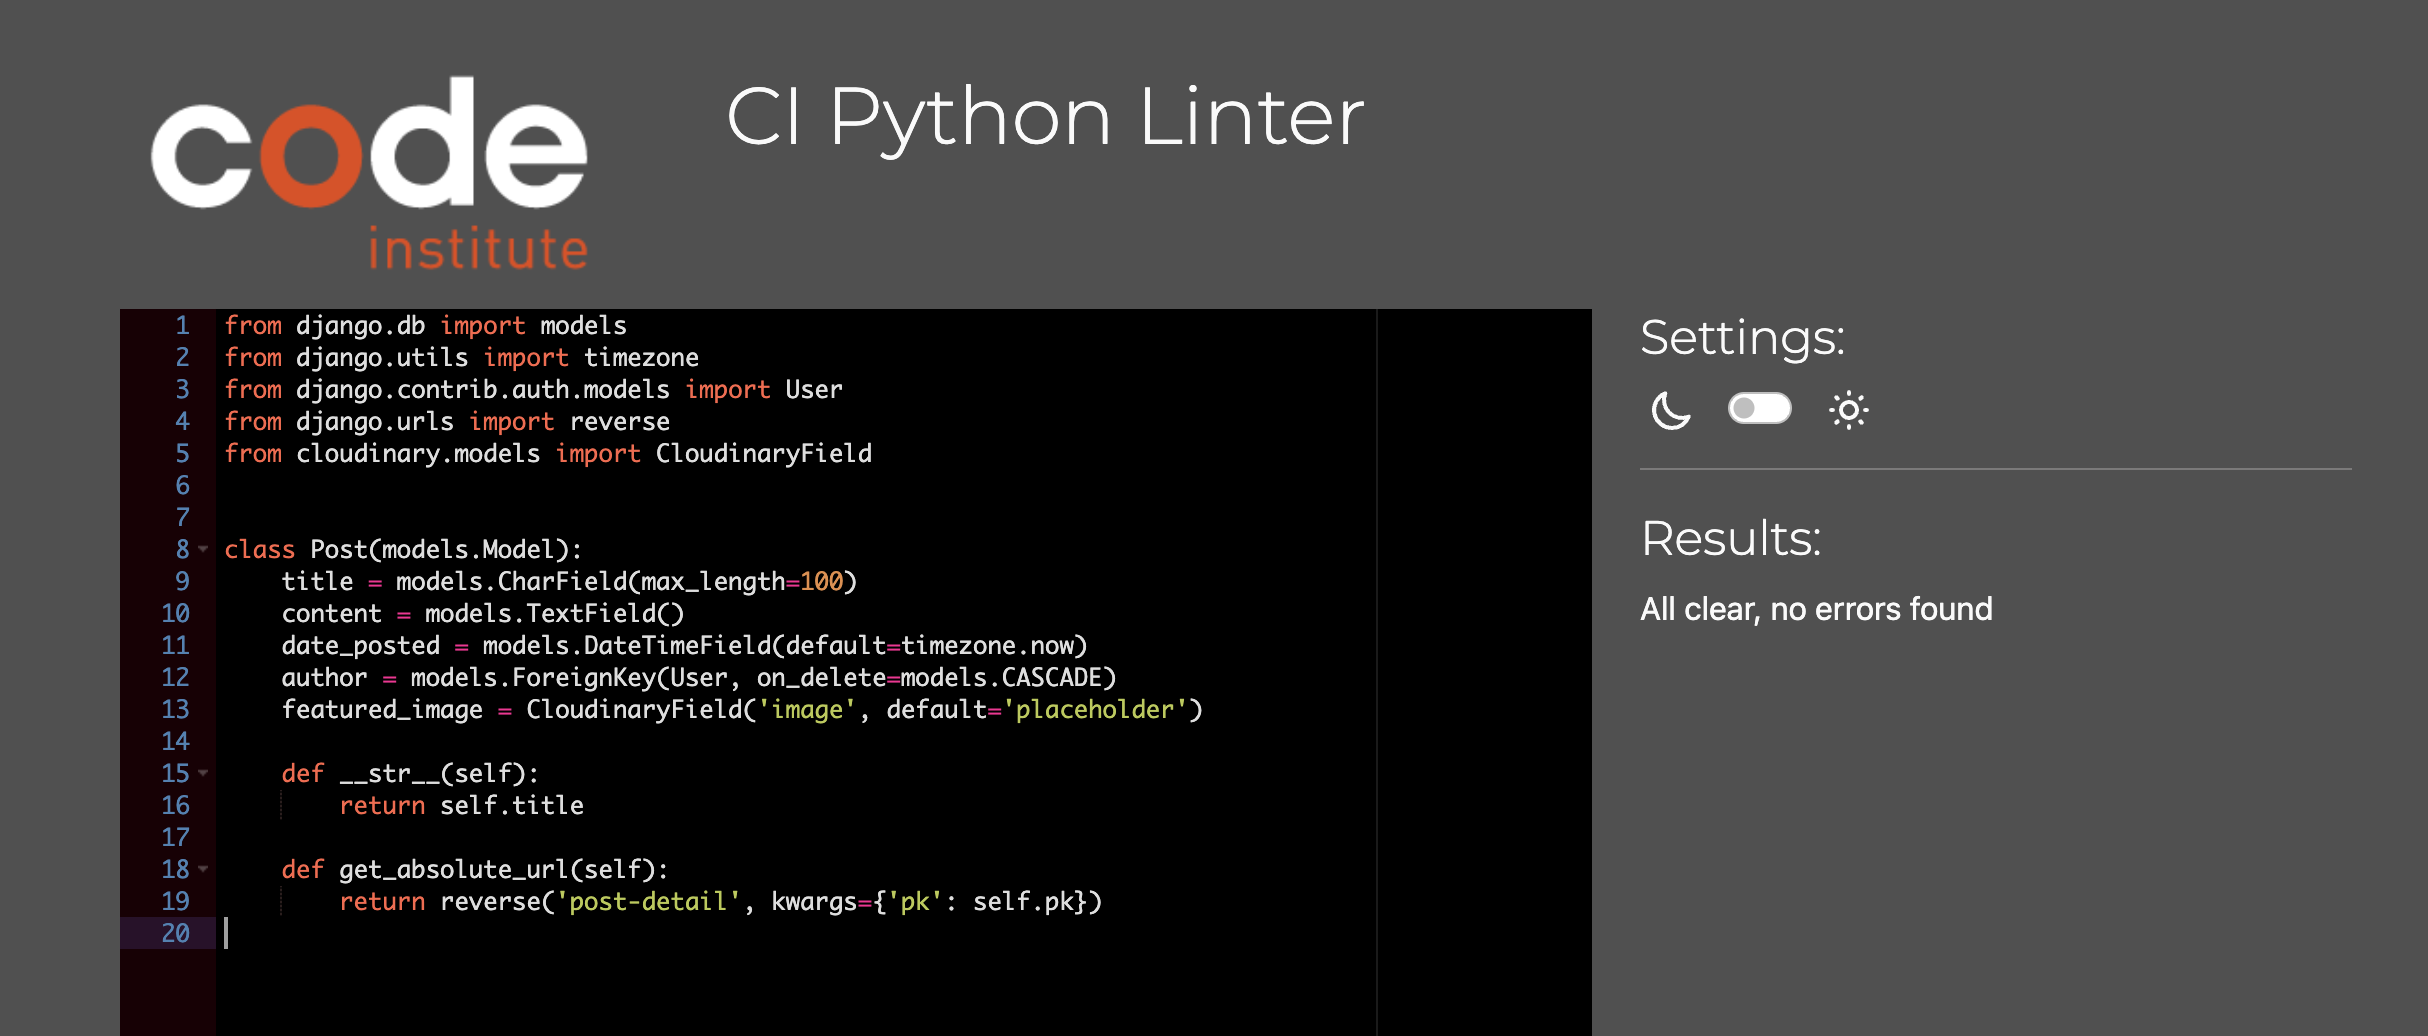 code
institute
CI Python Linter
1 from django.db import models
2 from django.utils import timezone
3 from django.contrib.auth.models import User
4 from django.urls import reverse
5 from cloudinary.models import CloudinaryField
6
7
8 class Post(models.Model):
9     title = models.CharField(max_length=100)
10     content = models.TextField()
11     date_posted = models.DateTimeField(default=timezone.now)
12     author = models.ForeignKey(User, on_delete=models.CASCADE)
13     featured_image = CloudinaryField('image', default='placeholder')
14
15     def __str__(self):
16         return self.title
17
18     def get_absolute_url(self):
19         return reverse('post-detail', kwargs={'pk': self.pk})
20
Settings:
Results:
All clear, no errors found